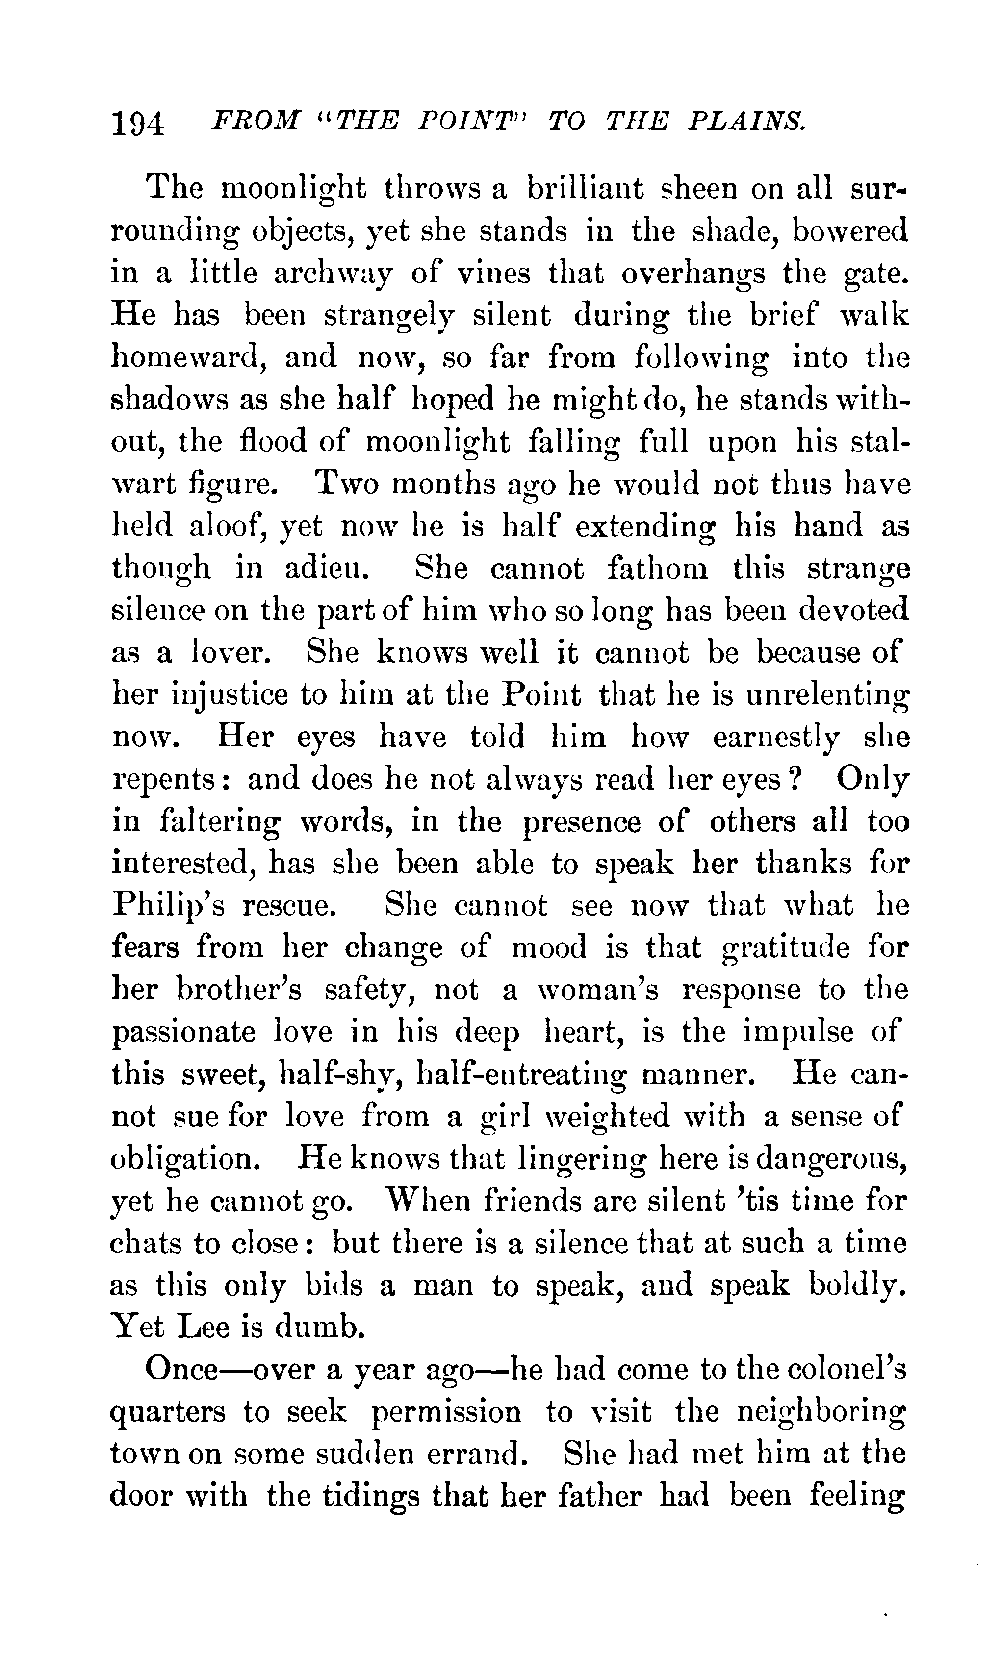 194 FROM "THE POINT" TO THE PLAINS.
The moonlight throws a brilliant sheen on all sur-
rounding objects, yet she stands in the shade, bowered
in a little archway of vines that overhangs the gate.
He has been strangely silent during the brief walk
homeward, and now, so far from following into the
shadows as she half hoped he might do, he stands with-
out, the flood of moonlight falling full upon his stal-
wart figure. Two months ago he would not thus have
held aloof, yet now he is half extending his hand as
though in adieu. She cannot fathom this strange
silence on the part of him who so long has been devoted
as a lover. She knows well it cannot be because of
her injustice to him at the Point that he is unrelenting
now. Her eyes have told him how earnestly she
repents: and does he not always read her eyes? Only
in faltering words, in the presence of others all too
interested, has she been able to speak her thanks for
Philip's rescue. She cannot see now that what he
fears from her change of mood is that gratitude for
her brother's safety, not a woman's response to the
passionate love in his deep heart, is the impulse of
this sweet, half-shy, half-entreating manner. He can-
not sue for love from a girl weighted with a sense of
obligation. He knows that lingering here is dangerous,
yet he cannot go. When friends are silent 'tis time for
chats to close: but there is a silence that at such a time
as this only bids a man to speak, and speak boldly.
Yet Lee is dumb.
Once—over a year ago—he had come to the colonel's
quarters to seek permission to visit the neighboring
town on some sudden errand. She had met him at the
door with the tidings that her father had been feeling